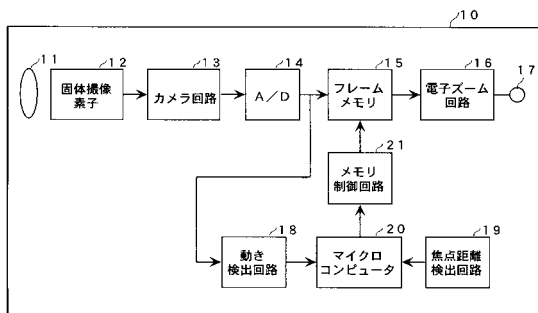 10
11
12
13
14
15
16
17
固体撮像
素子
カメラ回路
A/D
フレーム
メモリ
電子ズーム
回路
21
メモリ
制御回路
18
20
19
動き
検出回路
マイクロ
コンピュータ
焦点距離
検出回路